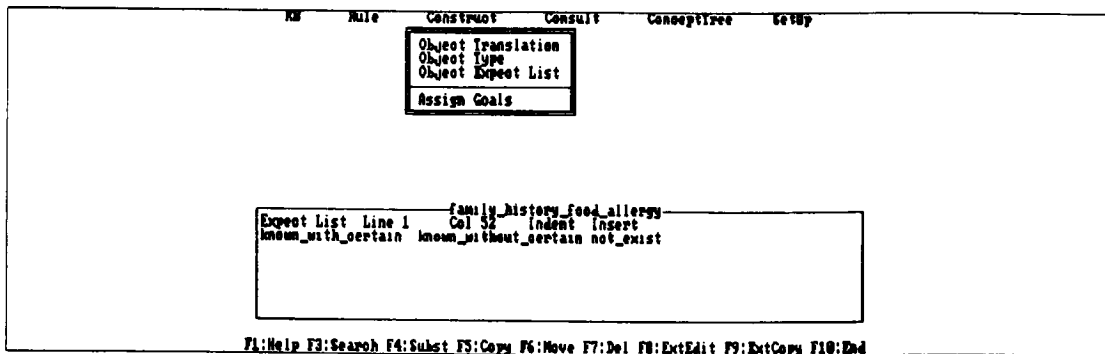 KB Rule Construct Consult ConceptTree SetUp
Object Translation
Object Type
Object Expect List
Assign Goals
family_history_food_allergy
Expect List Line 1 Col 52 Indent Insert
known_with_certain known_without_certain not_exist
F1:Help F3:Search F4:Subst F5:Copy F6:Move F7:Del F8:ExtEdit F9:ExtCopy F10:End